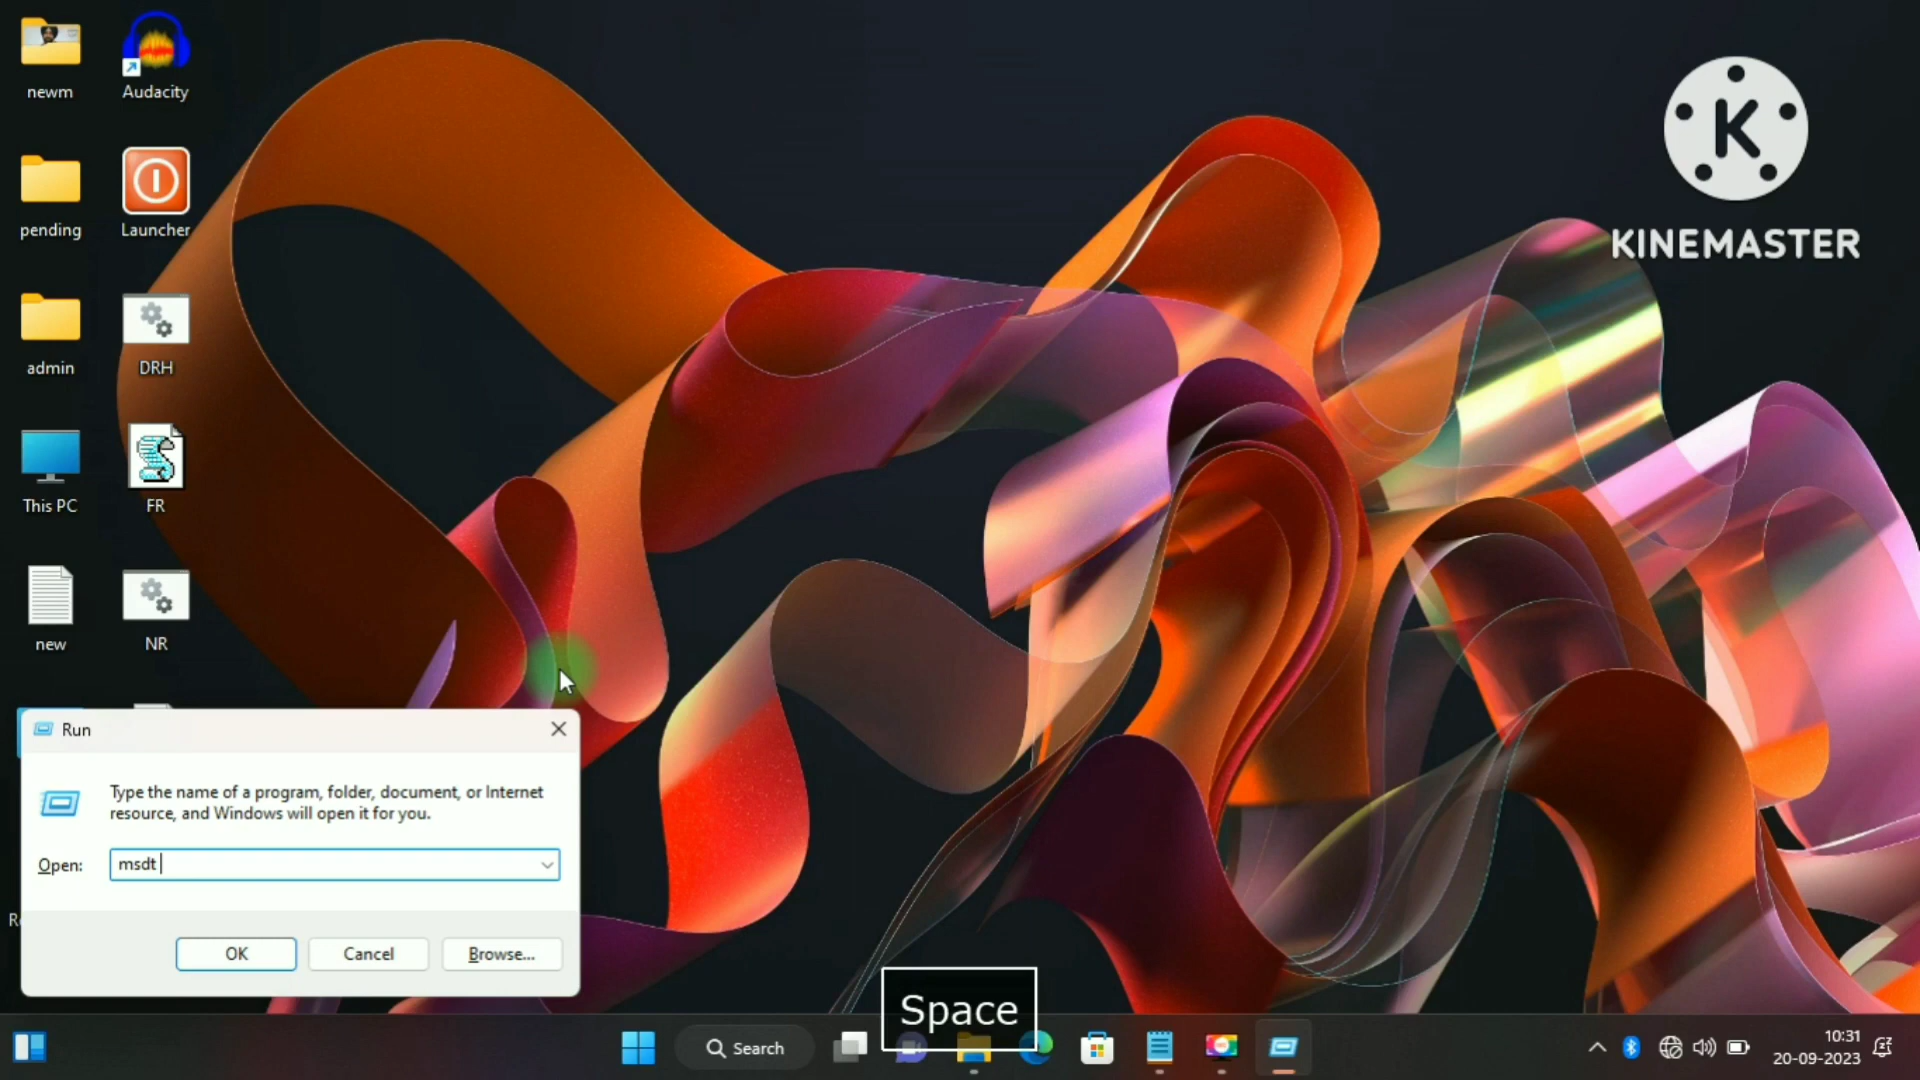 newm
Audacity
K
KINEMASTER
pending
Launcher
admin
DRH
This PC
FR
new
NR
Run
Type the name of a program, folder, document, or Internet
resource, and Windows will open it for you.
Open:
msdt
OK
Cancel
Browse...
Space
Search
10:31
20-09-2023